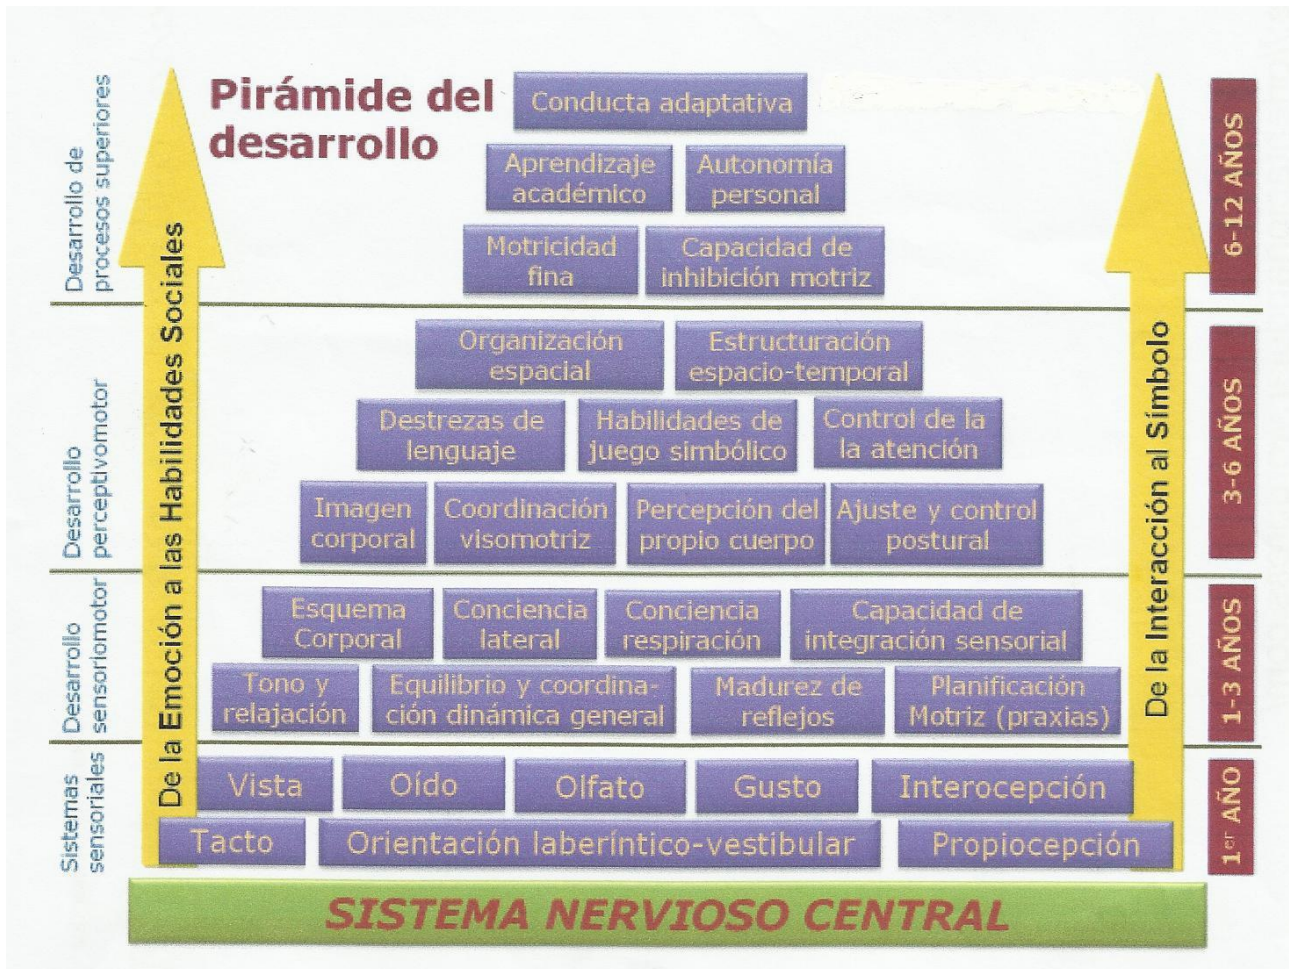 Pirámide del
desarrollo
Conducta adaptativa
Aprendizaje
académico
Autonomía
personal
Motricidad
fina
Capacidad de
inhibición motriz
Desarrollo de
procesos superiores
6-12 AÑOS
Organización
espacial
Estructuración
espacio-temporal
Destrezas de
lenguaje
Habilidades de
juego simbólico
Control de la
la atención
Imagen
corporal
Coordinación
visomotriz
Percepción del
propio cuerpo
Ajuste y control
postural
Desarrollo
perceptivomotor
3-6 AÑOS
Esquema
Corporal
Conciencia
lateral
Conciencia
respiración
Capacidad de
integración sensorial
Tono y
relajación
Equilibrio y coordina-
ción dinámica general
Madurez de
reflejos
Planificación
Motriz (praxias)
Desarrollo
sensoriomotor
1-3 AÑOS
Vista
Oído
Olfato
Gusto
Interocepción
Tacto
Orientación laberíntico-vestibular
Propiocepción
Sistemas
sensoriales
1er AÑO
De la Emoción a las Habilidades Sociales
De la Interacción al Símbolo
SISTEMA NERVIOSO CENTRAL